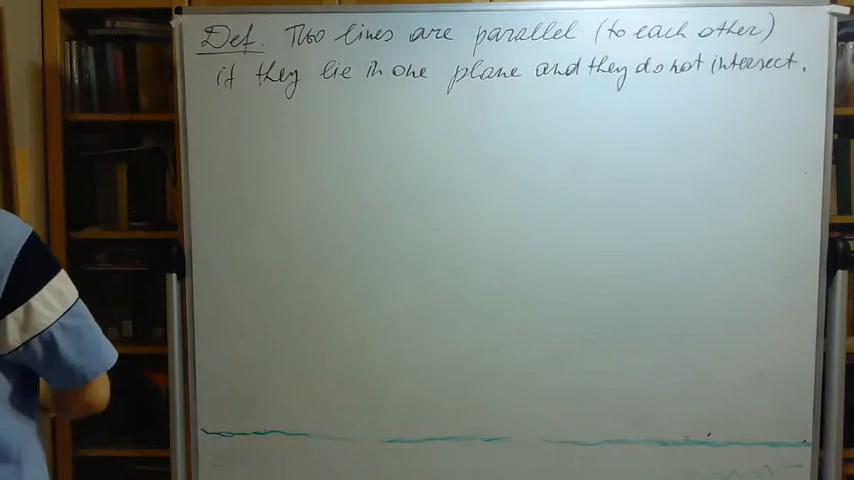 Def. Two lines are parallel (to each other)
if they lie in one plane and they do not intersect.